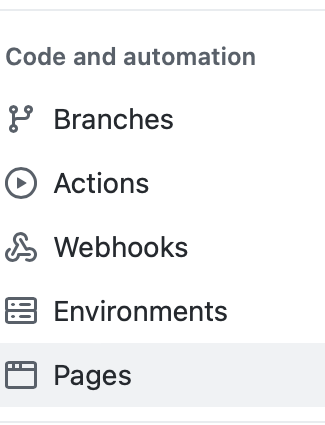 Code and automation
Branches
Actions
Webhooks
Environments
Pages